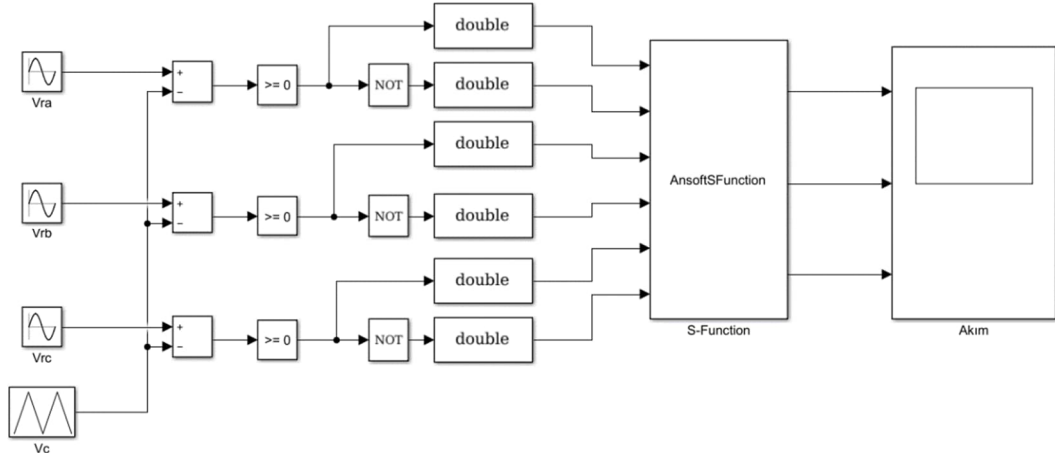 double
+
−
>= 0
NOT
double
Vra
double
AnsoftSFunction
+
−
>= 0
NOT
double
Vrb
double
+
−
>= 0
NOT
double
S-Function
Akım
Vrc
Vc